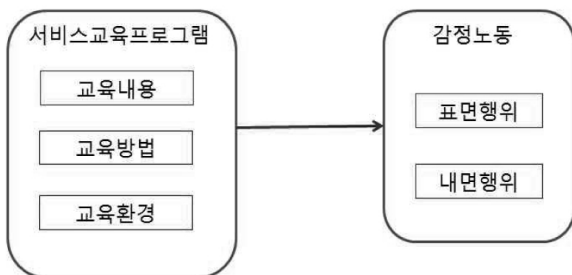 서비스교육프로그램
교육내용
교육방법
교육환경
감정노동
표면행위
내면행위